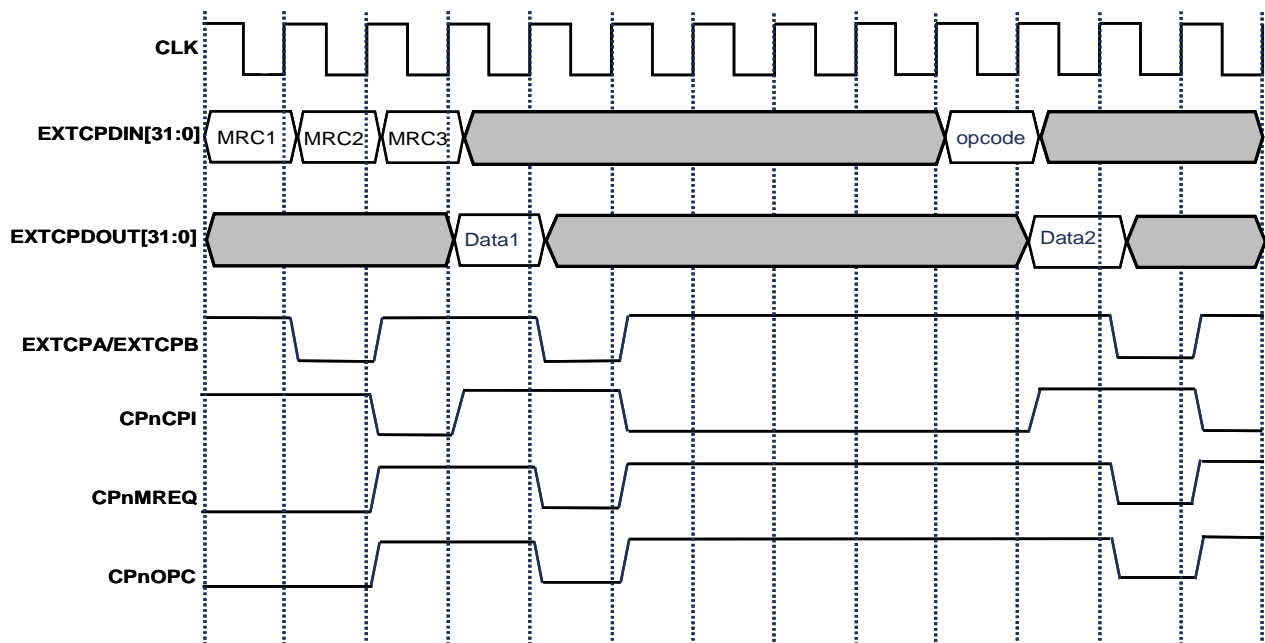 CLK
EXTCPDIN[31:0]
MRC1 MRC2 MRC3 opcode
EXTCPDOUT[31:0]
Data1 Data2
EXTCPA/EXTCPB
CPnCPI
CPnMREQ
CPnOPC